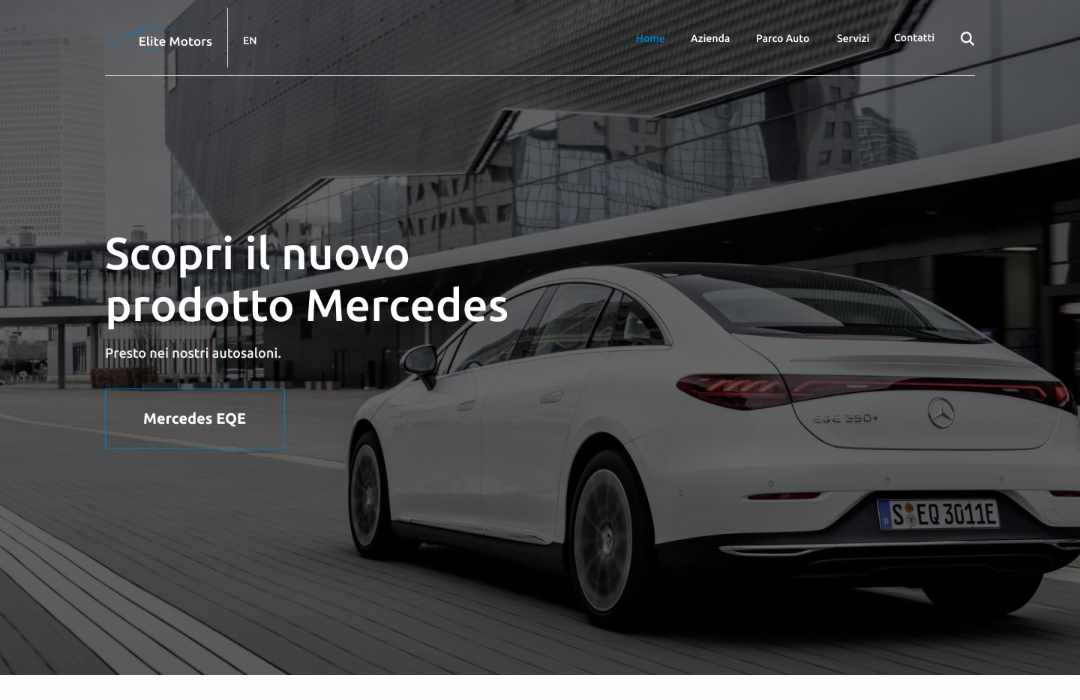 Elite Motors
EN
Home
Azienda
Parco Auto
Servizi
Contatti
Scopri il nuovo
prodotto Mercedes
Presto nei nostri autosaloni.
Mercedes EQE
EQE 350+
S EQ 3011E